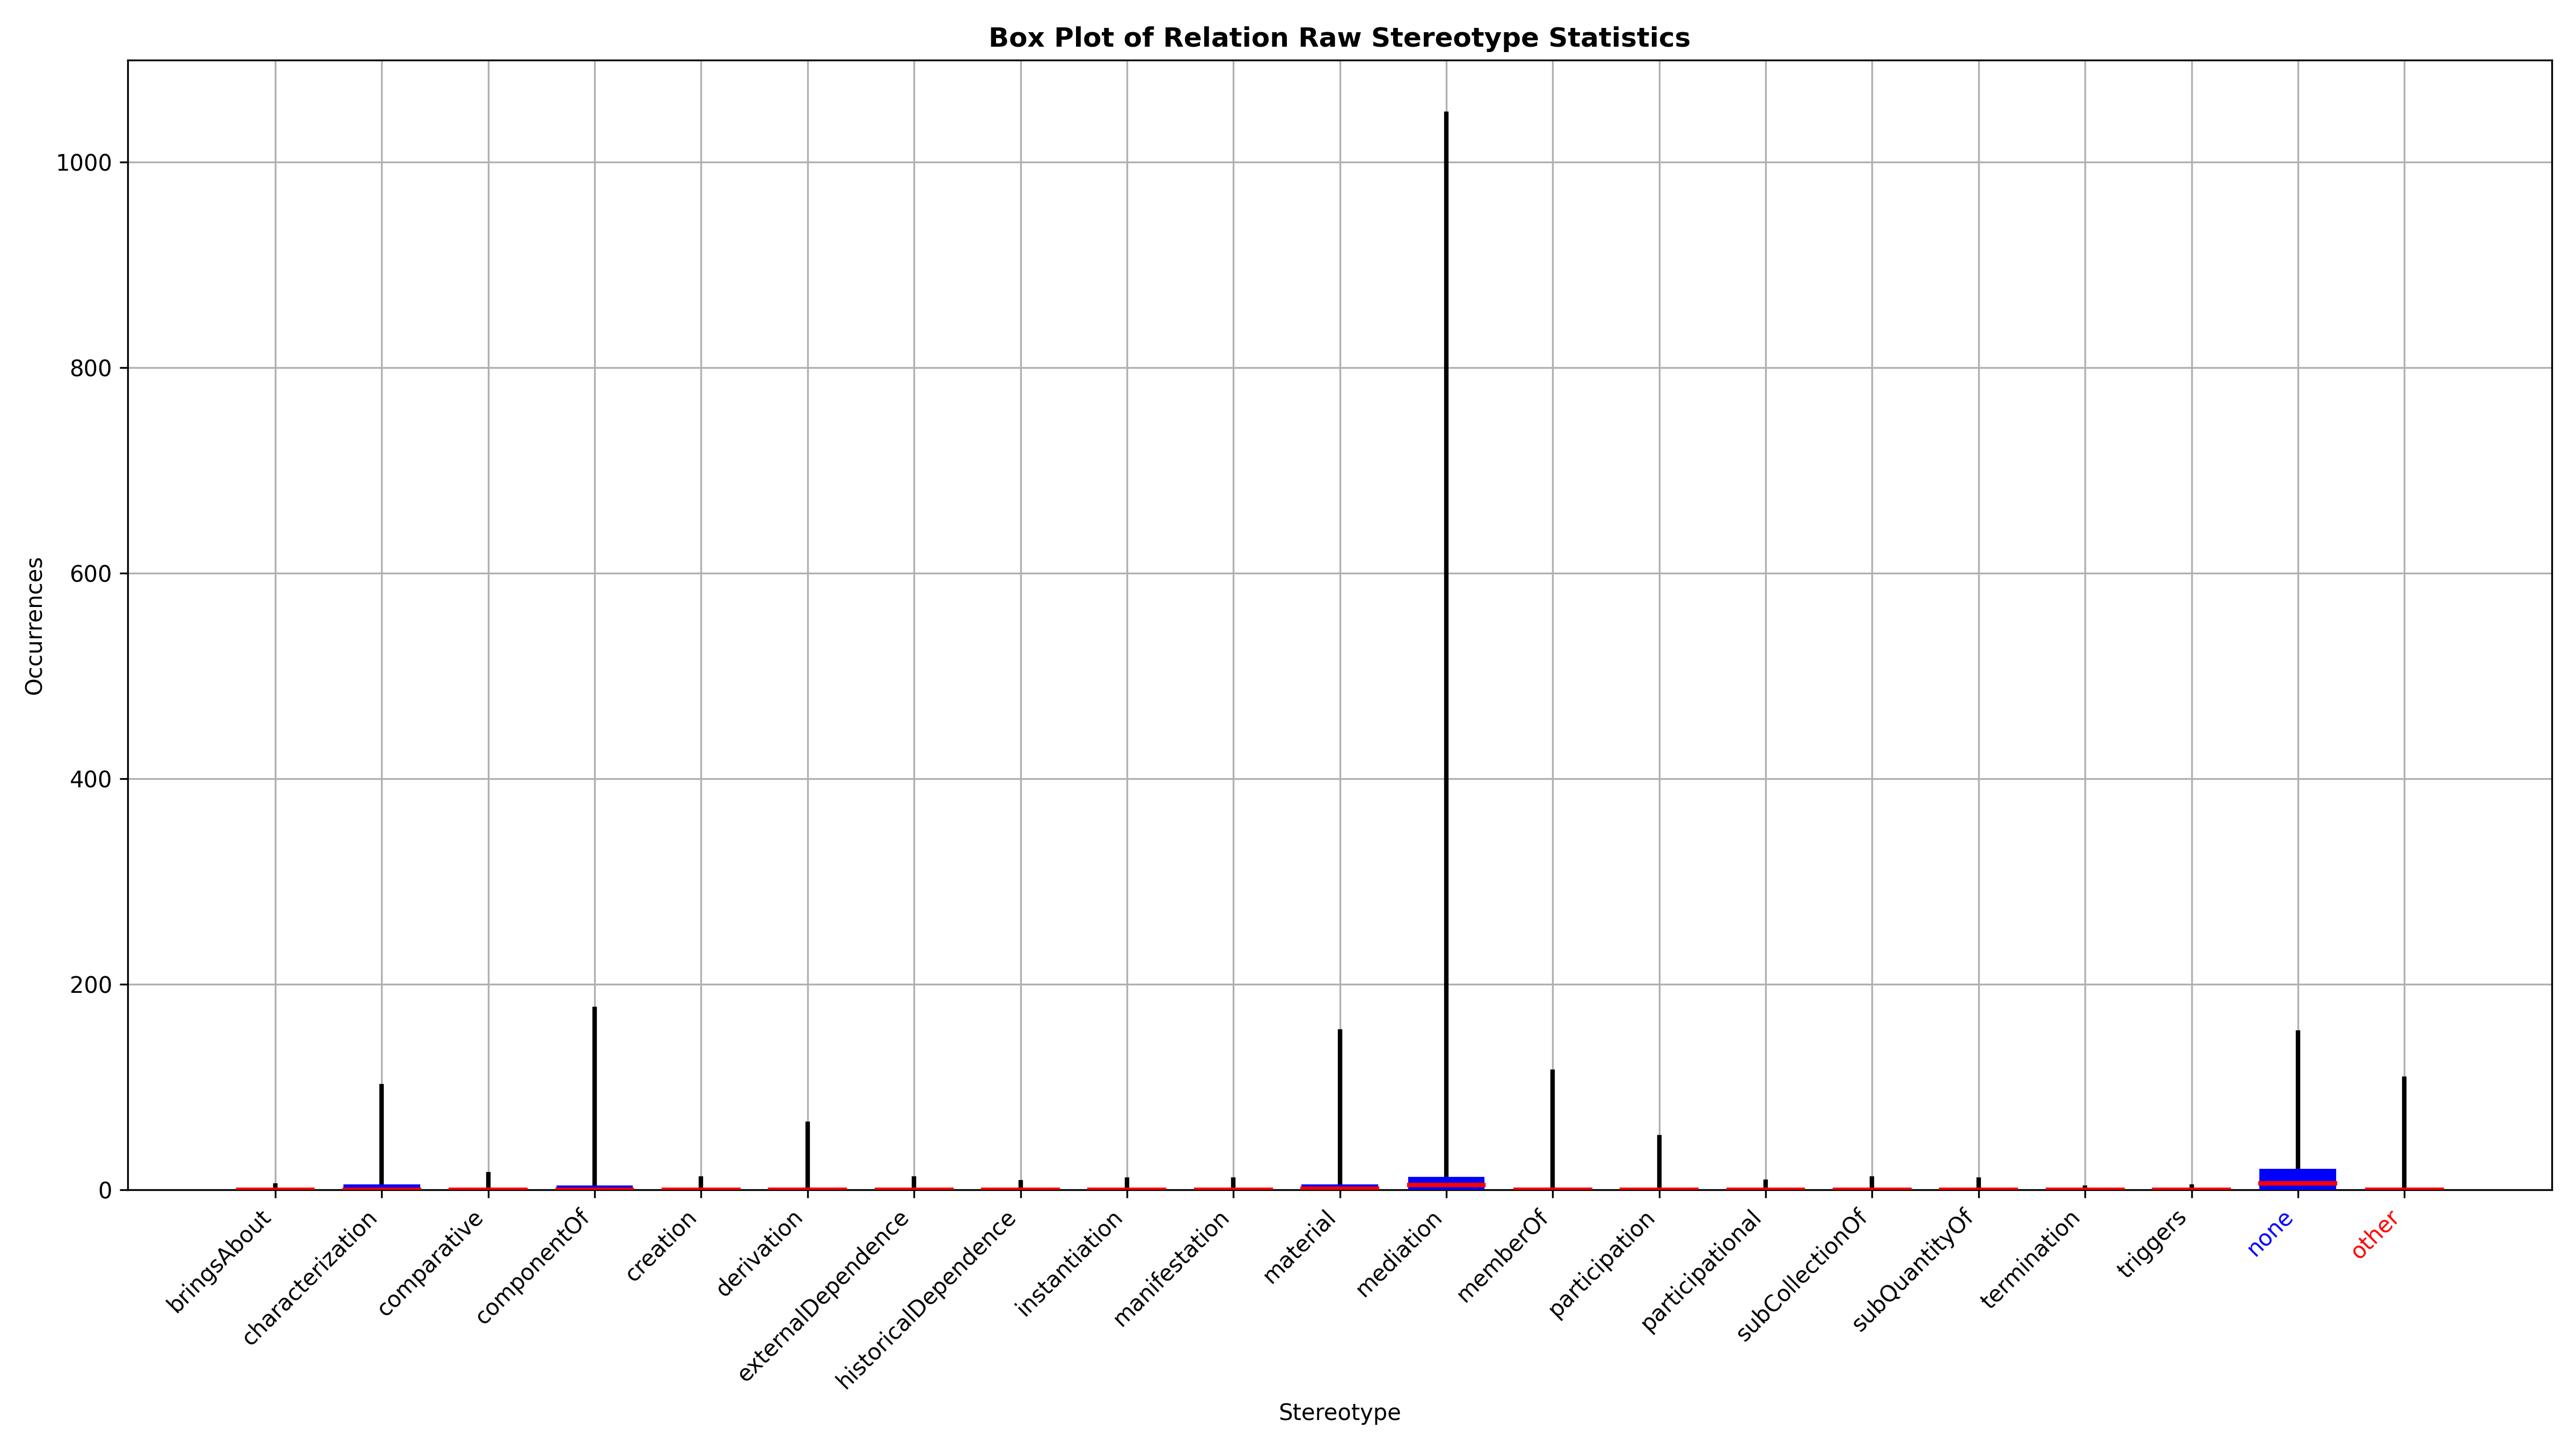 Box Plot of Relation Raw Stereotype Statistics
1000
800
600
400
200
0
Occurrences
bringsAbout
characterization
comparative
componentOf
creation
derivation
externalDependence
historicalDependence
instantiation
manifestation
material
mediation
memberOf
participation
participational
subCollectionOf
subQuantityOf
termination
triggers
none
other
Stereotype